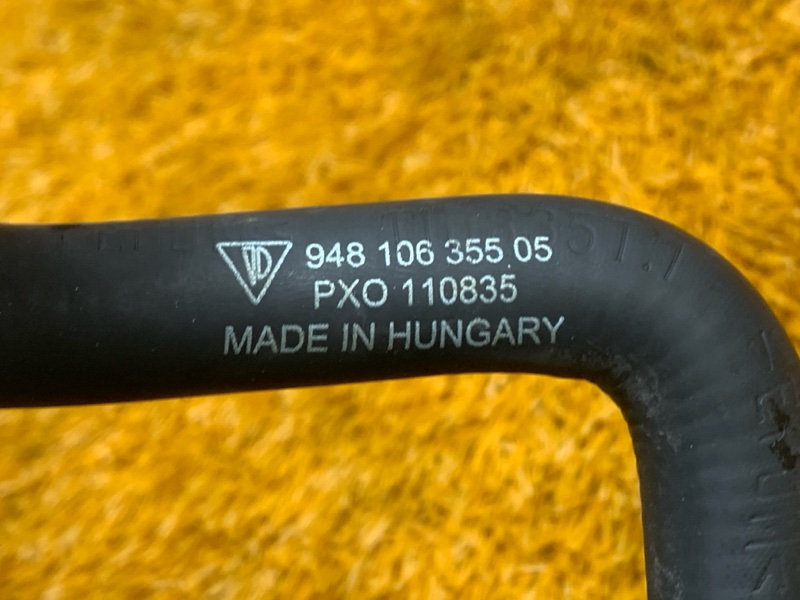 948 106 355 05
PXO 110835
MADE IN HUNGARY